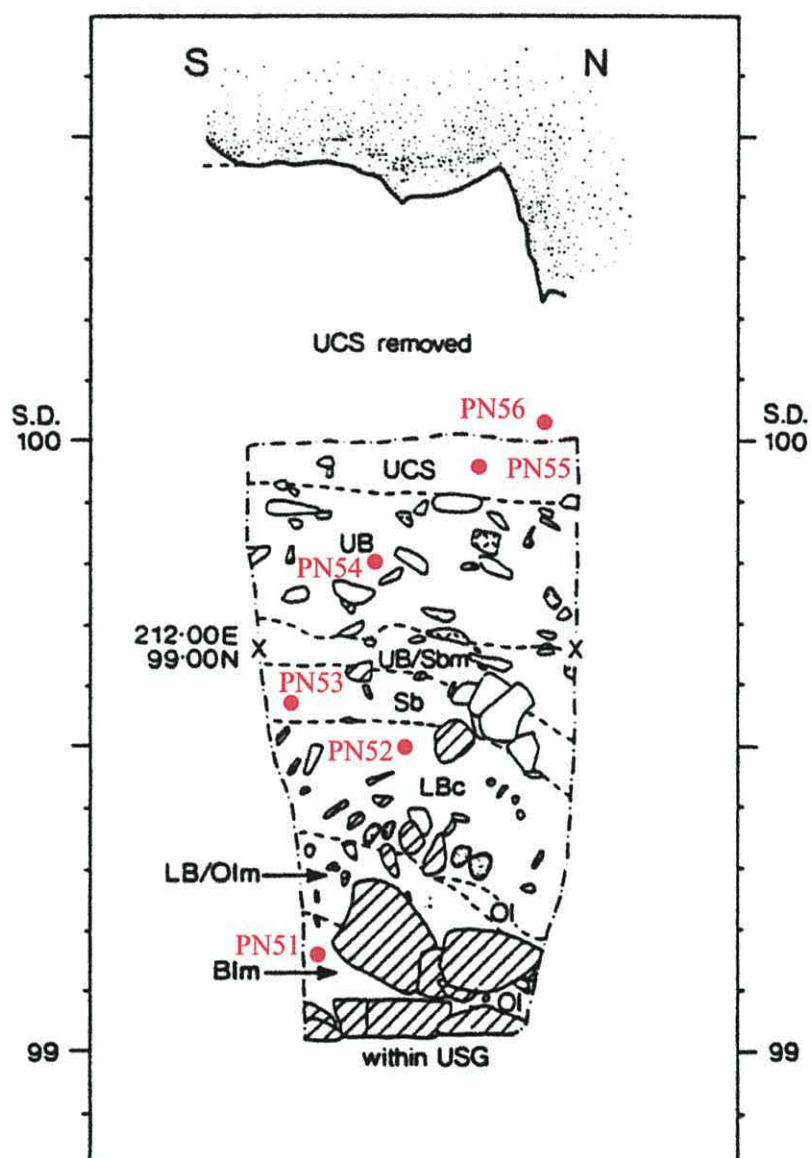 S N
UCS removed
PN56
S.D. S.D.
100 100
UCS PN55
UB
PN54
212·00E
99·00N
X X
UB/Sbm
PN53
Sb
PN52
LBc
LB/Olm
Ol
PN51
Blm
Ol
99 99
within USG